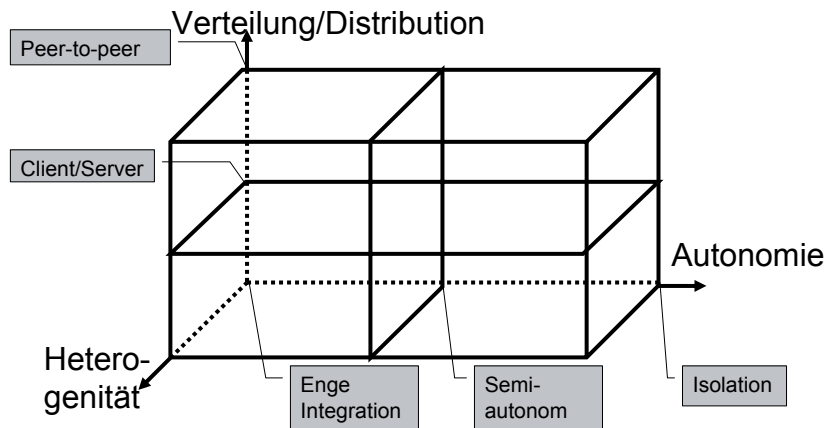 Verteilung/Distribution
Peer-to-peer
Client/Server
Autonomie
Hetero-
genität
Enge
Integration
Semi-
autonom
Isolation